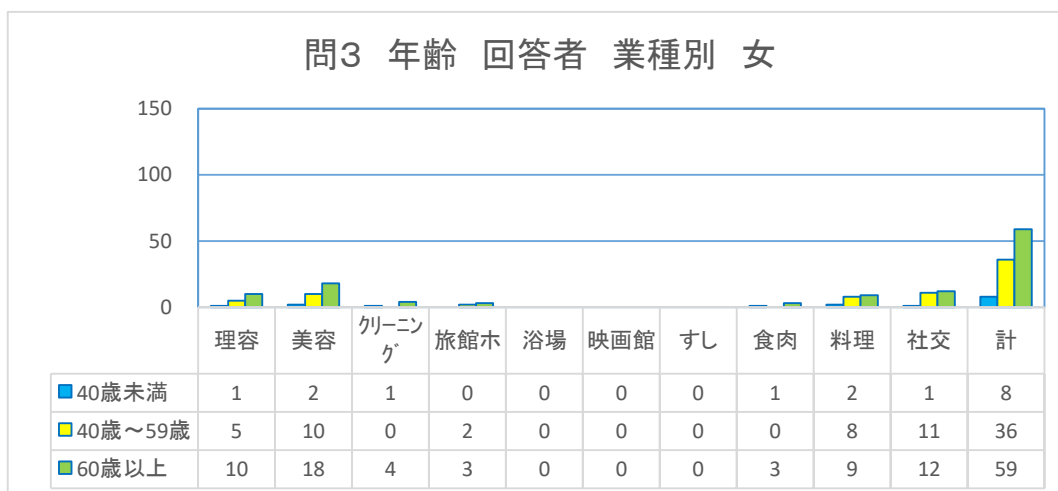 問3 年齢 回答者 業種別 女
150
100
50
0
理容 美容 ｸﾘｰﾆﾝｸﾞ 旅館ホ 浴場 映画館 すし 食肉 料理 社交 計
40歳未満 1 2 1 0 0 0 0 1 2 1 8
40歳～59歳 5 10 0 2 0 0 0 0 8 11 36
60歳以上 10 18 4 3 0 0 0 3 9 12 59